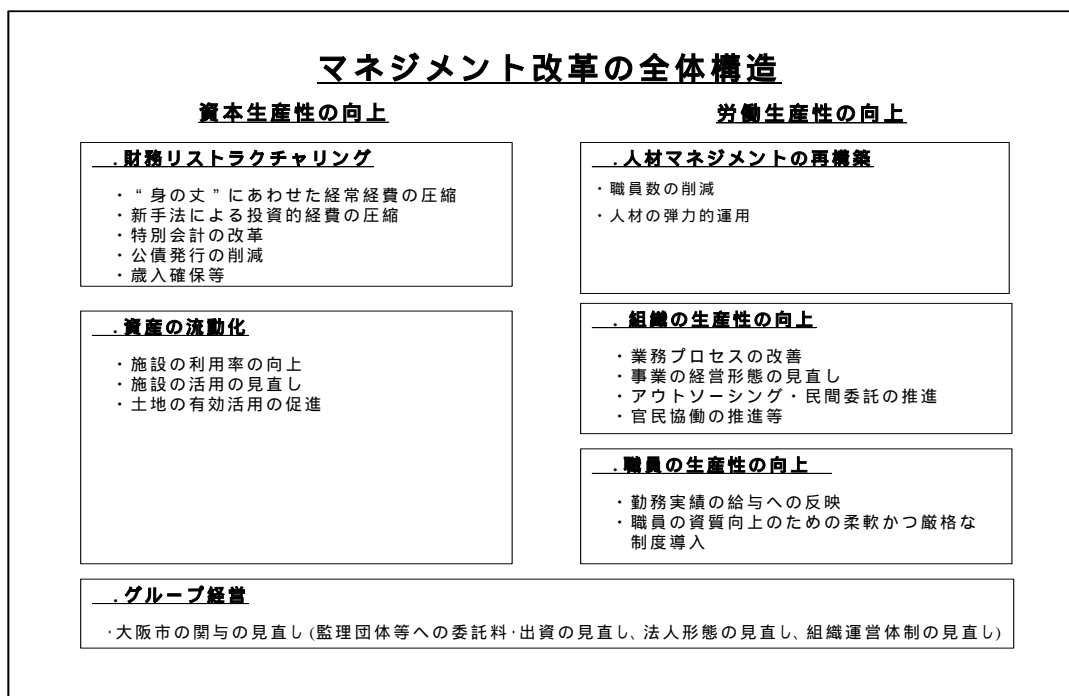 マネジメント改革の全体構造
資本生産性の向上
．財務リストラクチャリング
・“身の丈”にあわせた経常経費の圧縮
・新手法による投資的経費の圧縮
・特別会計の改革
・公債発行の削減
・歳入確保等
．資産の流動化
・施設の利用率の向上
・施設の活用の見直し
・土地の有効活用の促進
労働生産性の向上
．人材マネジメントの再構築
・職員数の削減
・人材の弾力的運用
．組織の生産性の向上
・業務プロセスの改善
・事業の経営形態の見直し
・アウトソーシング・民間委託の推進
・官民協働の推進等
．職員の生産性の向上
・勤務実績の給与への反映
・職員の資質向上のための柔軟かつ厳格な
制度導入
．グループ経営
・大阪市の関与の見直し(監理団体等への委託料・出資の見直し、法人形態の見直し、組織運営体制の見直し)